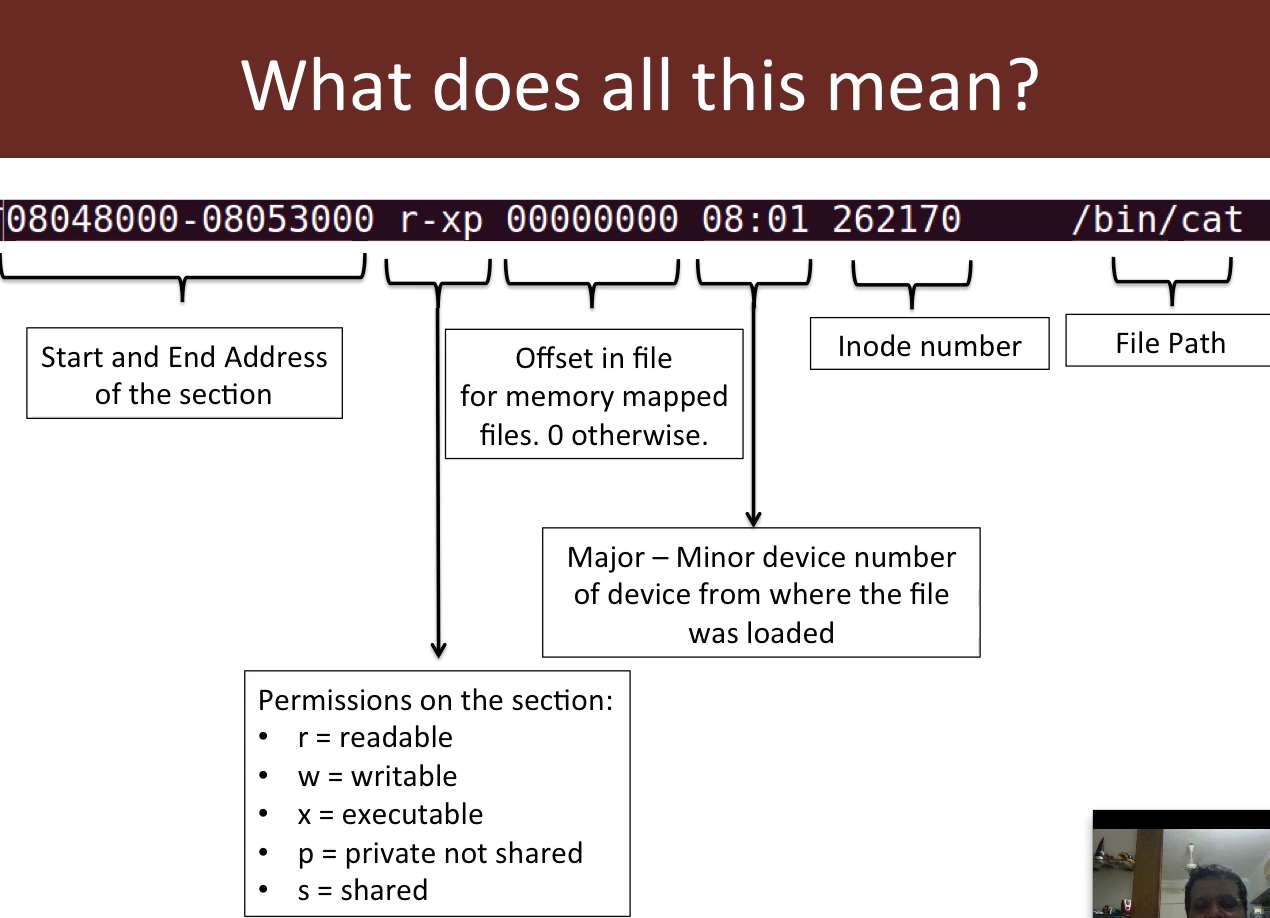 What does all this mean?
08048000-08053000 r-xp 00000000 08:01 262170 /bin/cat
Start and End Address
of the section
Offset in file
for memory mapped
files. 0 otherwise.
Inode number
File Path
Major – Minor device number
of device from where the file
was loaded
Permissions on the section:
• r = readable
• w = writable
• x = executable
• p = private not shared
• s = shared